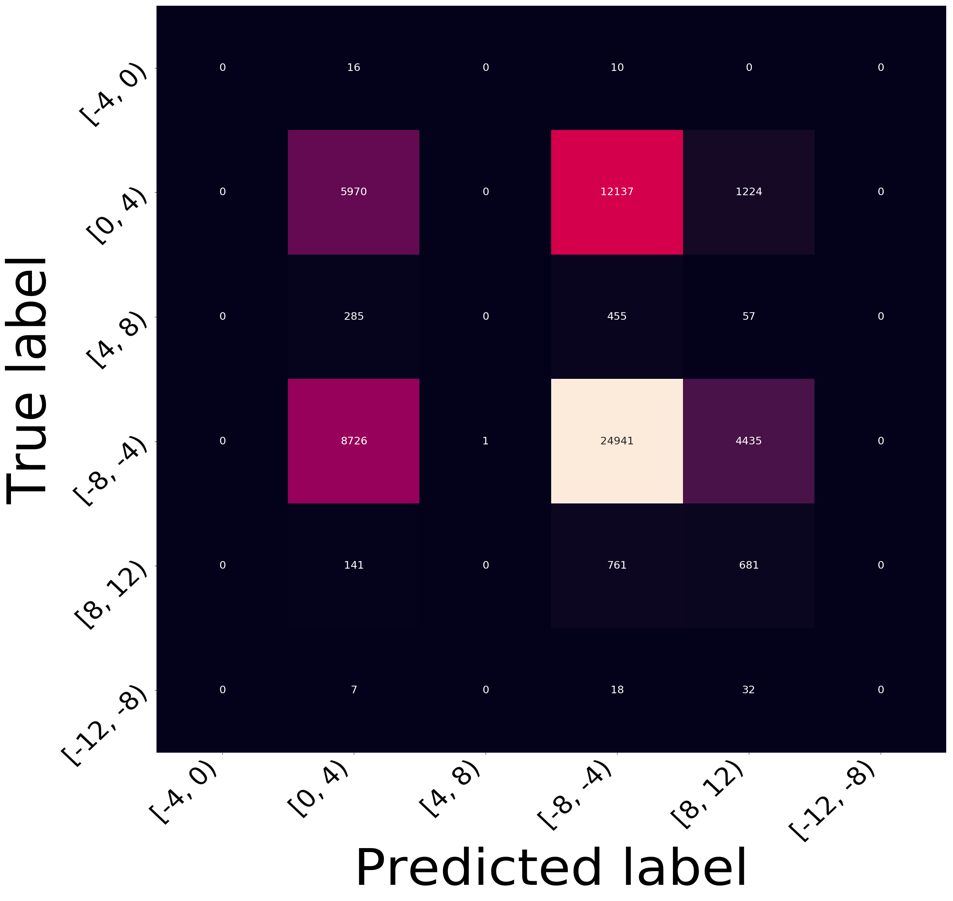 True label
[-4, 0) 0 16 0 10 0 0
[0, 4) 0 5970 0 12137 1224 0
[4, 8) 0 285 0 455 57 0
[-8, -4) 0 8726 1 24941 4435 0
[8, 12) 0 141 0 761 681 0
[-12, -8) 0 7 0 18 32 0
[-4, 0) [0, 4) [4, 8) [-8, -4) [8, 12) [-12, -8)
Predicted label